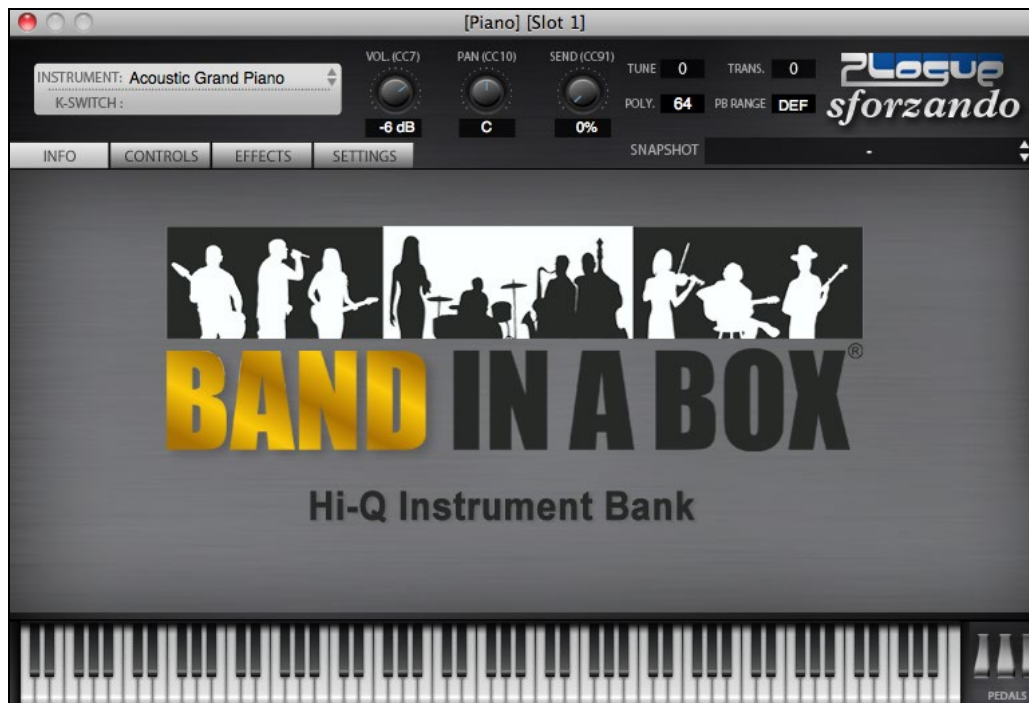 [Piano] [Slot 1]
INSTRUMENT: Acoustic Grand Piano
K-SWITCH :
VOL. (CC7)
-6 dB
PAN (CC10)
C
SEND (CC91)
0%
TUNE 0 TRANS. 0
POLY. 64 PB RANGE DEF
Plogue
sforzando
INFO CONTROLS EFFECTS SETTINGS
SNAPSHOT -
BAND IN A BOX®
Hi-Q Instrument Bank
PEDALS